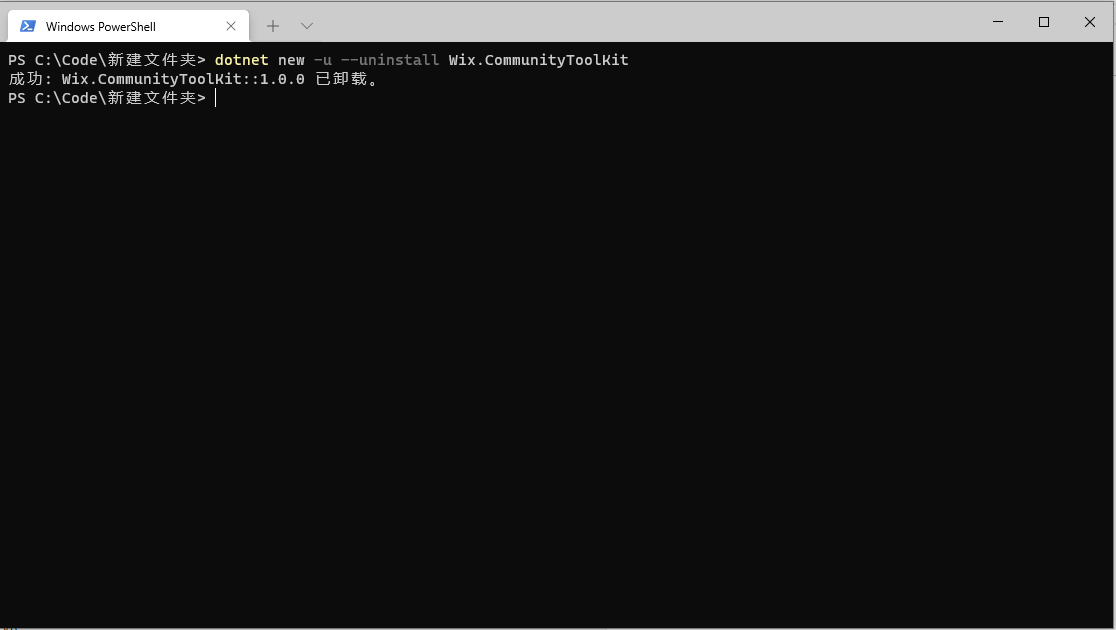 Windows PowerShell
PS C:\Code\新建文件夹> dotnet new -u --uninstall Wix.CommunityToolKit
成功: Wix.CommunityToolKit::1.0.0 已卸载。
PS C:\Code\新建文件夹>